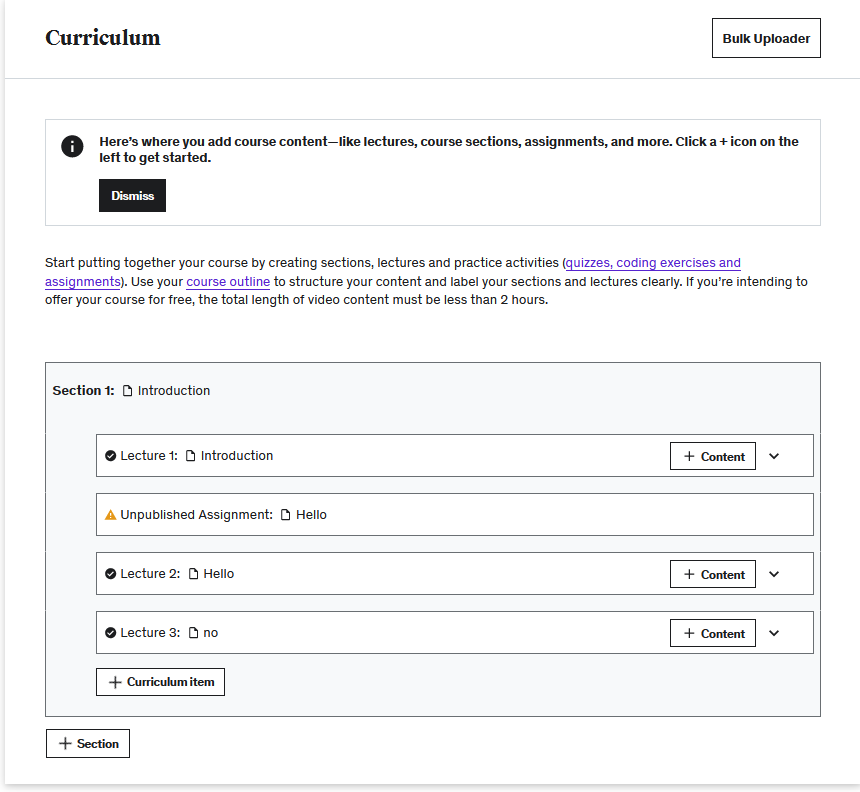 Curriculum
Bulk Uploader
Here's where you add course content—like lectures, course sections, assignments, and more. Click a + icon on the
left to get started.
Dismiss
Start putting together your course by creating sections, lectures and practice activities (quizzes, coding exercises and
assignments). Use your course outline to structure your content and label your sections and lectures clearly. If you're intending to
offer your course for free, the total length of video content must be less than 2 hours.
Section 1: Introduction
Lecture 1: Introduction + Content
Unpublished Assignment: Hello
Lecture 2: Hello + Content
Lecture 3: no + Content
+ Curriculum item
+ Section